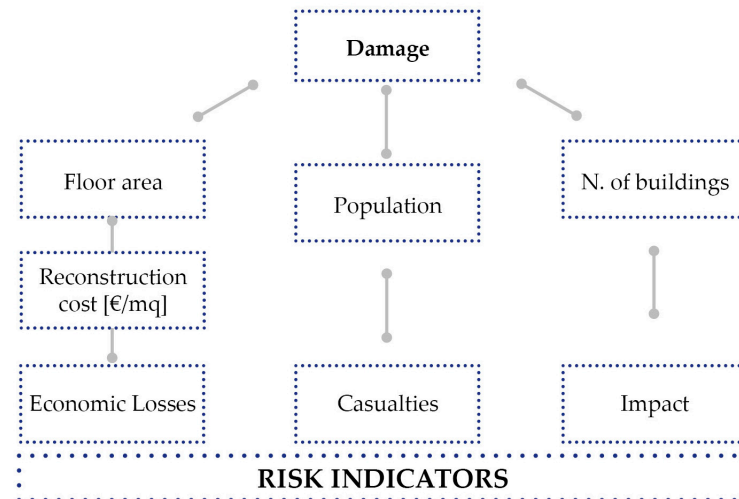 Damage
Floor area
Population
N. of buildings
Reconstruction
cost [€/mq]
Economic Losses
Casualties
Impact
RISK INDICATORS